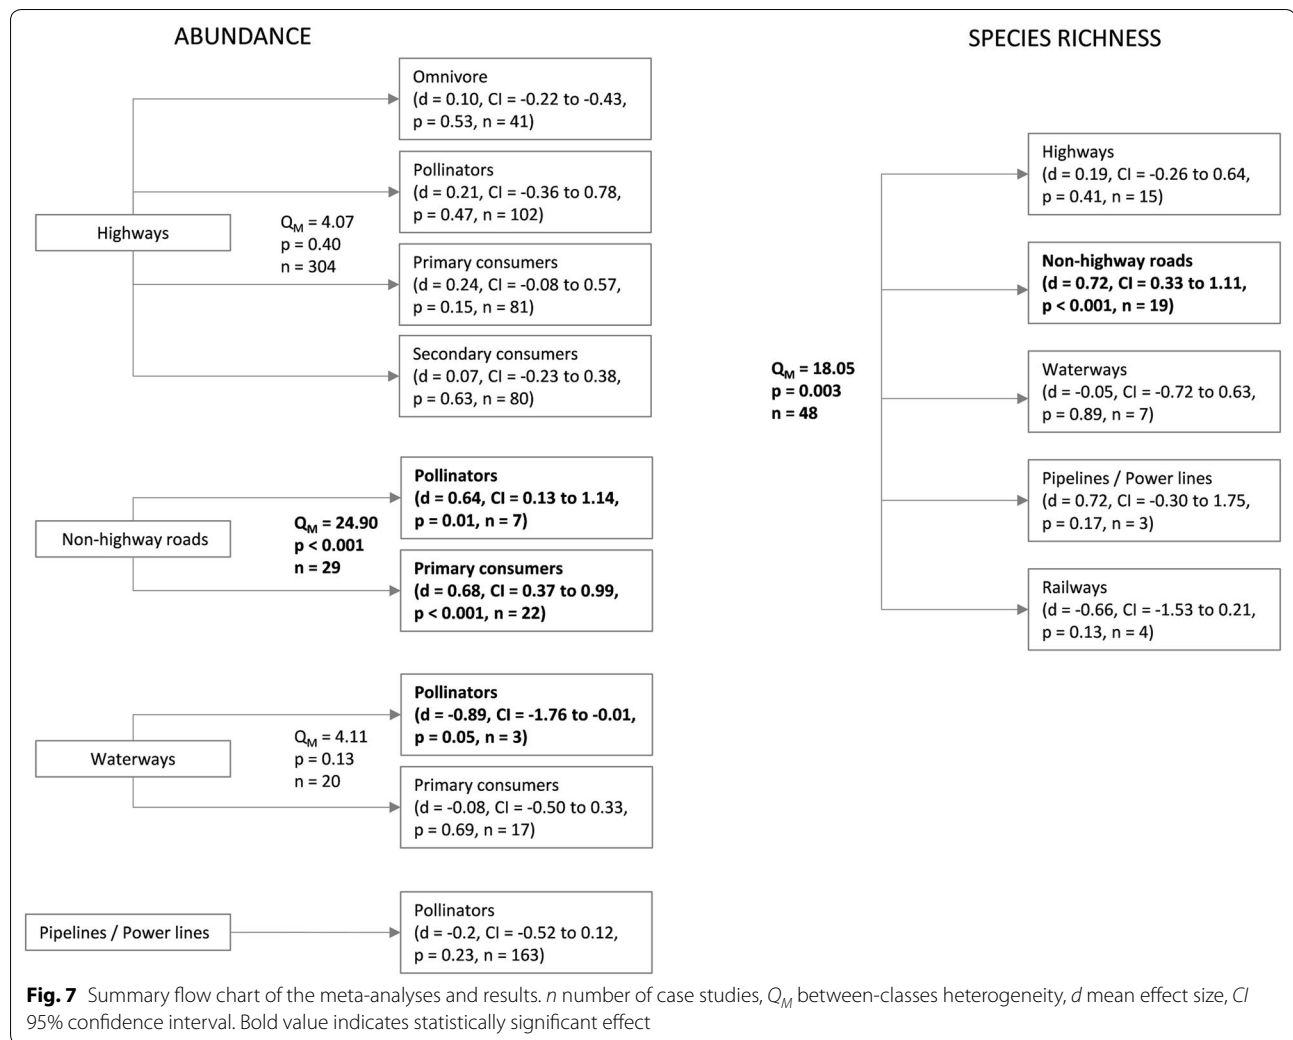 ABUNDANCE
Omnivore
(d = 0.10, CI = -0.22 to -0.43,
p = 0.53, n = 41)
Pollinators
(d = 0.21, CI = -0.36 to 0.78,
p = 0.47, n = 102)
Highways
Q_M = 4.07
p = 0.40
n = 304
Primary consumers
(d = 0.24, CI = -0.08 to 0.57,
p = 0.15, n = 81)
Secondary consumers
(d = 0.07, CI = -0.23 to 0.38,
p = 0.63, n = 80)
Pollinators
(d = 0.64, CI = 0.13 to 1.14,
p = 0.01, n = 7)
Non-highway roads
Q_M = 24.90
p < 0.001
n = 29
Primary consumers
(d = 0.68, CI = 0.37 to 0.99,
p < 0.001, n = 22)
Pollinators
(d = -0.89, CI = -1.76 to -0.01,
p = 0.05, n = 3)
Waterways
Q_M = 4.11
p = 0.13
n = 20
Primary consumers
(d = -0.08, CI = -0.50 to 0.33,
p = 0.69, n = 17)
Pipelines / Power lines
Pollinators
(d = -0.2, CI = -0.52 to 0.12,
p = 0.23, n = 163)
SPECIES RICHNESS
Q_M = 18.05
p = 0.003
n = 48
Highways
(d = 0.19, CI = -0.26 to 0.64,
p = 0.41, n = 15)
Non-highway roads
(d = 0.72, CI = 0.33 to 1.11,
p < 0.001, n = 19)
Waterways
(d = -0.05, CI = -0.72 to 0.63,
p = 0.89, n = 7)
Pipelines / Power lines
(d = 0.72, CI = -0.30 to 1.75,
p = 0.17, n = 3)
Railways
(d = -0.66, CI = -1.53 to 0.21,
p = 0.13, n = 4)
Fig. 7 Summary flow chart of the meta-analyses and results. n number of case studies, Q_M between-classes heterogeneity, d mean effect size, CI
95% confidence interval. Bold value indicates statistically significant effect